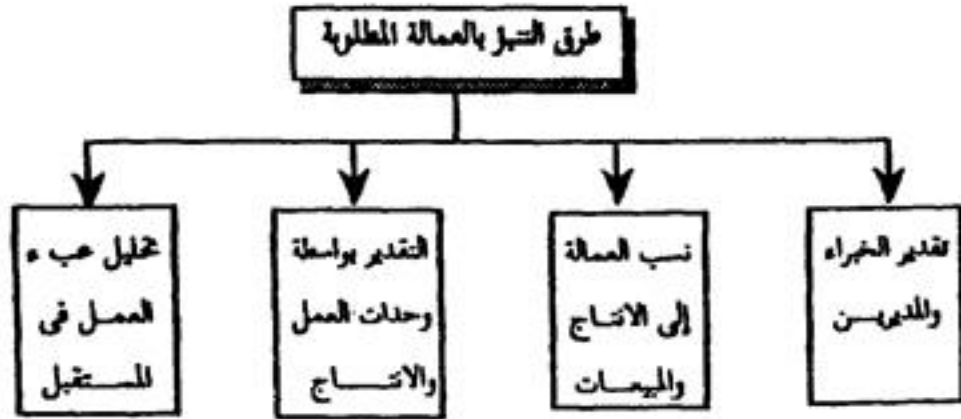 طرق التنبؤ بالعمالة المطلوبة
تقدير الخبراء
والمديرين
نسب العمالة
إلى الانتاج
والمبيعات
التقدير بواسطة
وحدات العمل
والانتاج
تحليل عبء
العمل فى
المستقبل